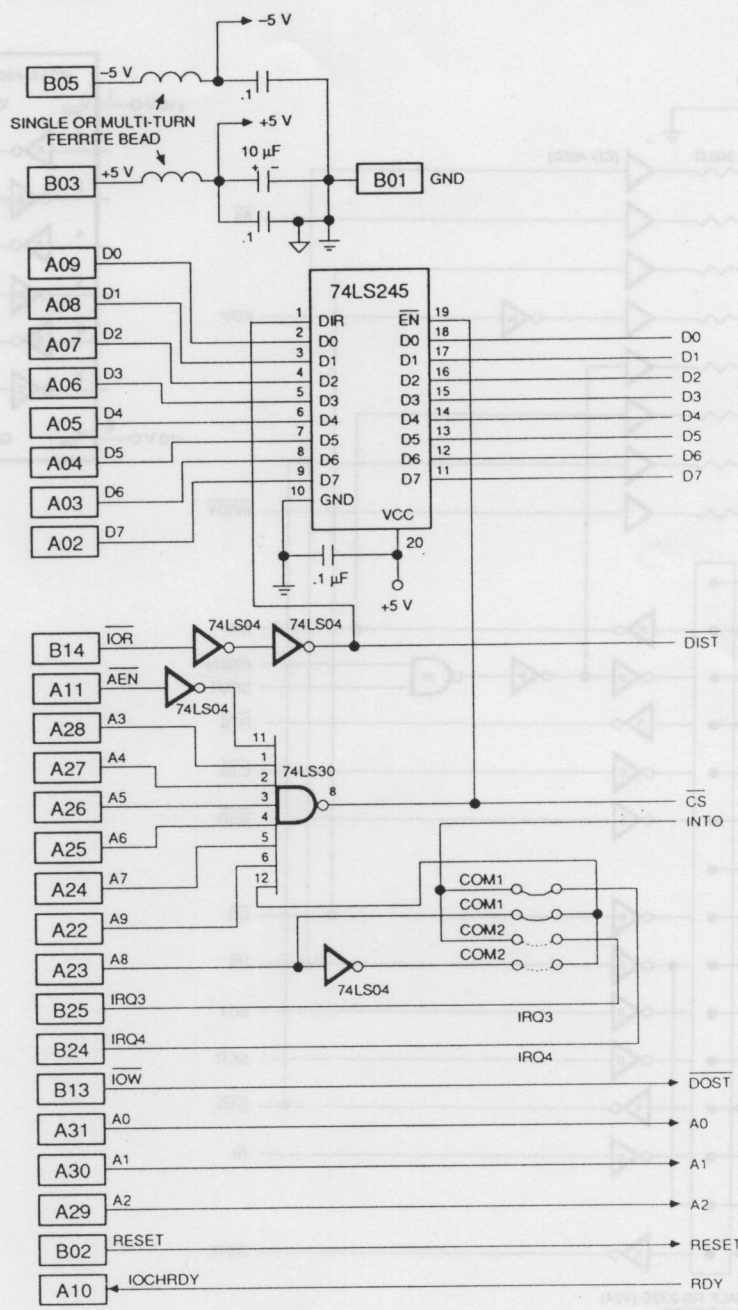 –5 V
B05 –5 V
.1
SINGLE OR MULTI-TURN
FERRITE BEAD
+5 V
10 µF
+ –
B03 +5 V
B01 GND
.1
A09 D0
A08 D1
A07 D2
A06 D3
A05 D4
A04 D5
A03 D6
A02 D7
74LS245
1 DIR EN 19
2 D0 D0 18 D0
3 D1 D1 17 D1
4 D2 D2 16 D2
5 D3 D3 15 D3
6 D4 D4 14 D4
7 D5 D5 13 D5
8 D6 D6 12 D6
9 D7 D7 11 D7
10 GND
VCC
20
.1 µF
+5 V
74LS04 74LS04
B14 IOR DIST
A11 AEN
74LS04
A28 A3 11
A27 A4 1 74LS30
2
A26 A5 3 8 CS
A25 A6 4 INTO
A24 A7 5
6
12
COM1
A22 A9 COM1
COM2
A23 A8 COM2
74LS04
B25 IRQ3 IRQ3
B24 IRQ4 IRQ4
B13 IOW DOST
A31 A0 A0
A30 A1 A1
A29 A2 A2
B02 RESET RESET
A10 IOCHRDY RDY